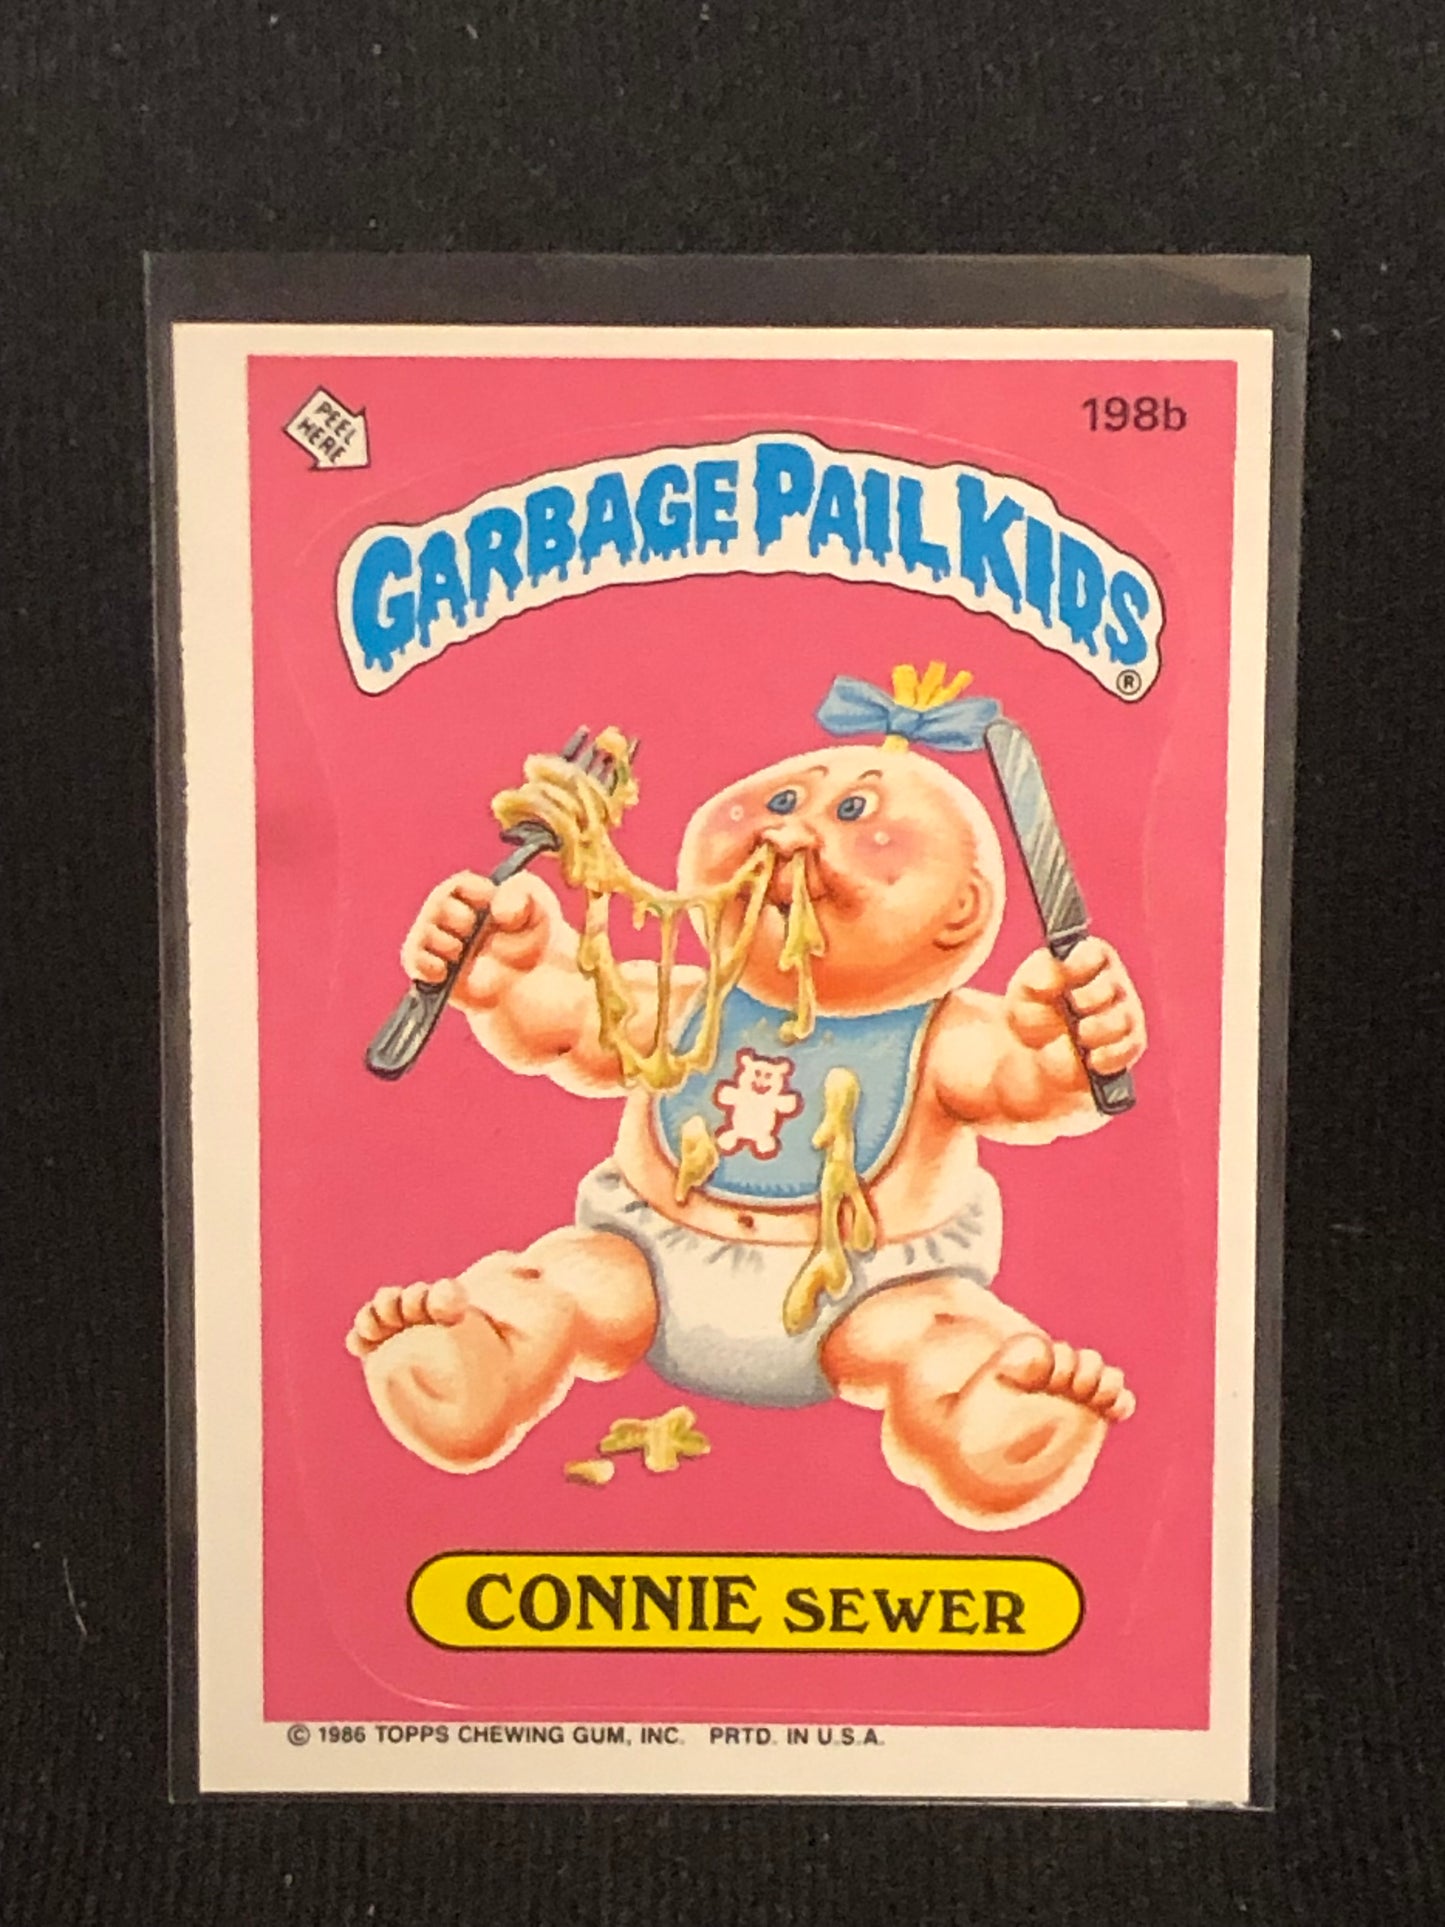 PEEL
HERE
198b
GARBAGE PAIL KIDS
®
CONNIE SEWER
© 1986 TOPPS CHEWING GUM, INC. PRTD. IN U.S.A.